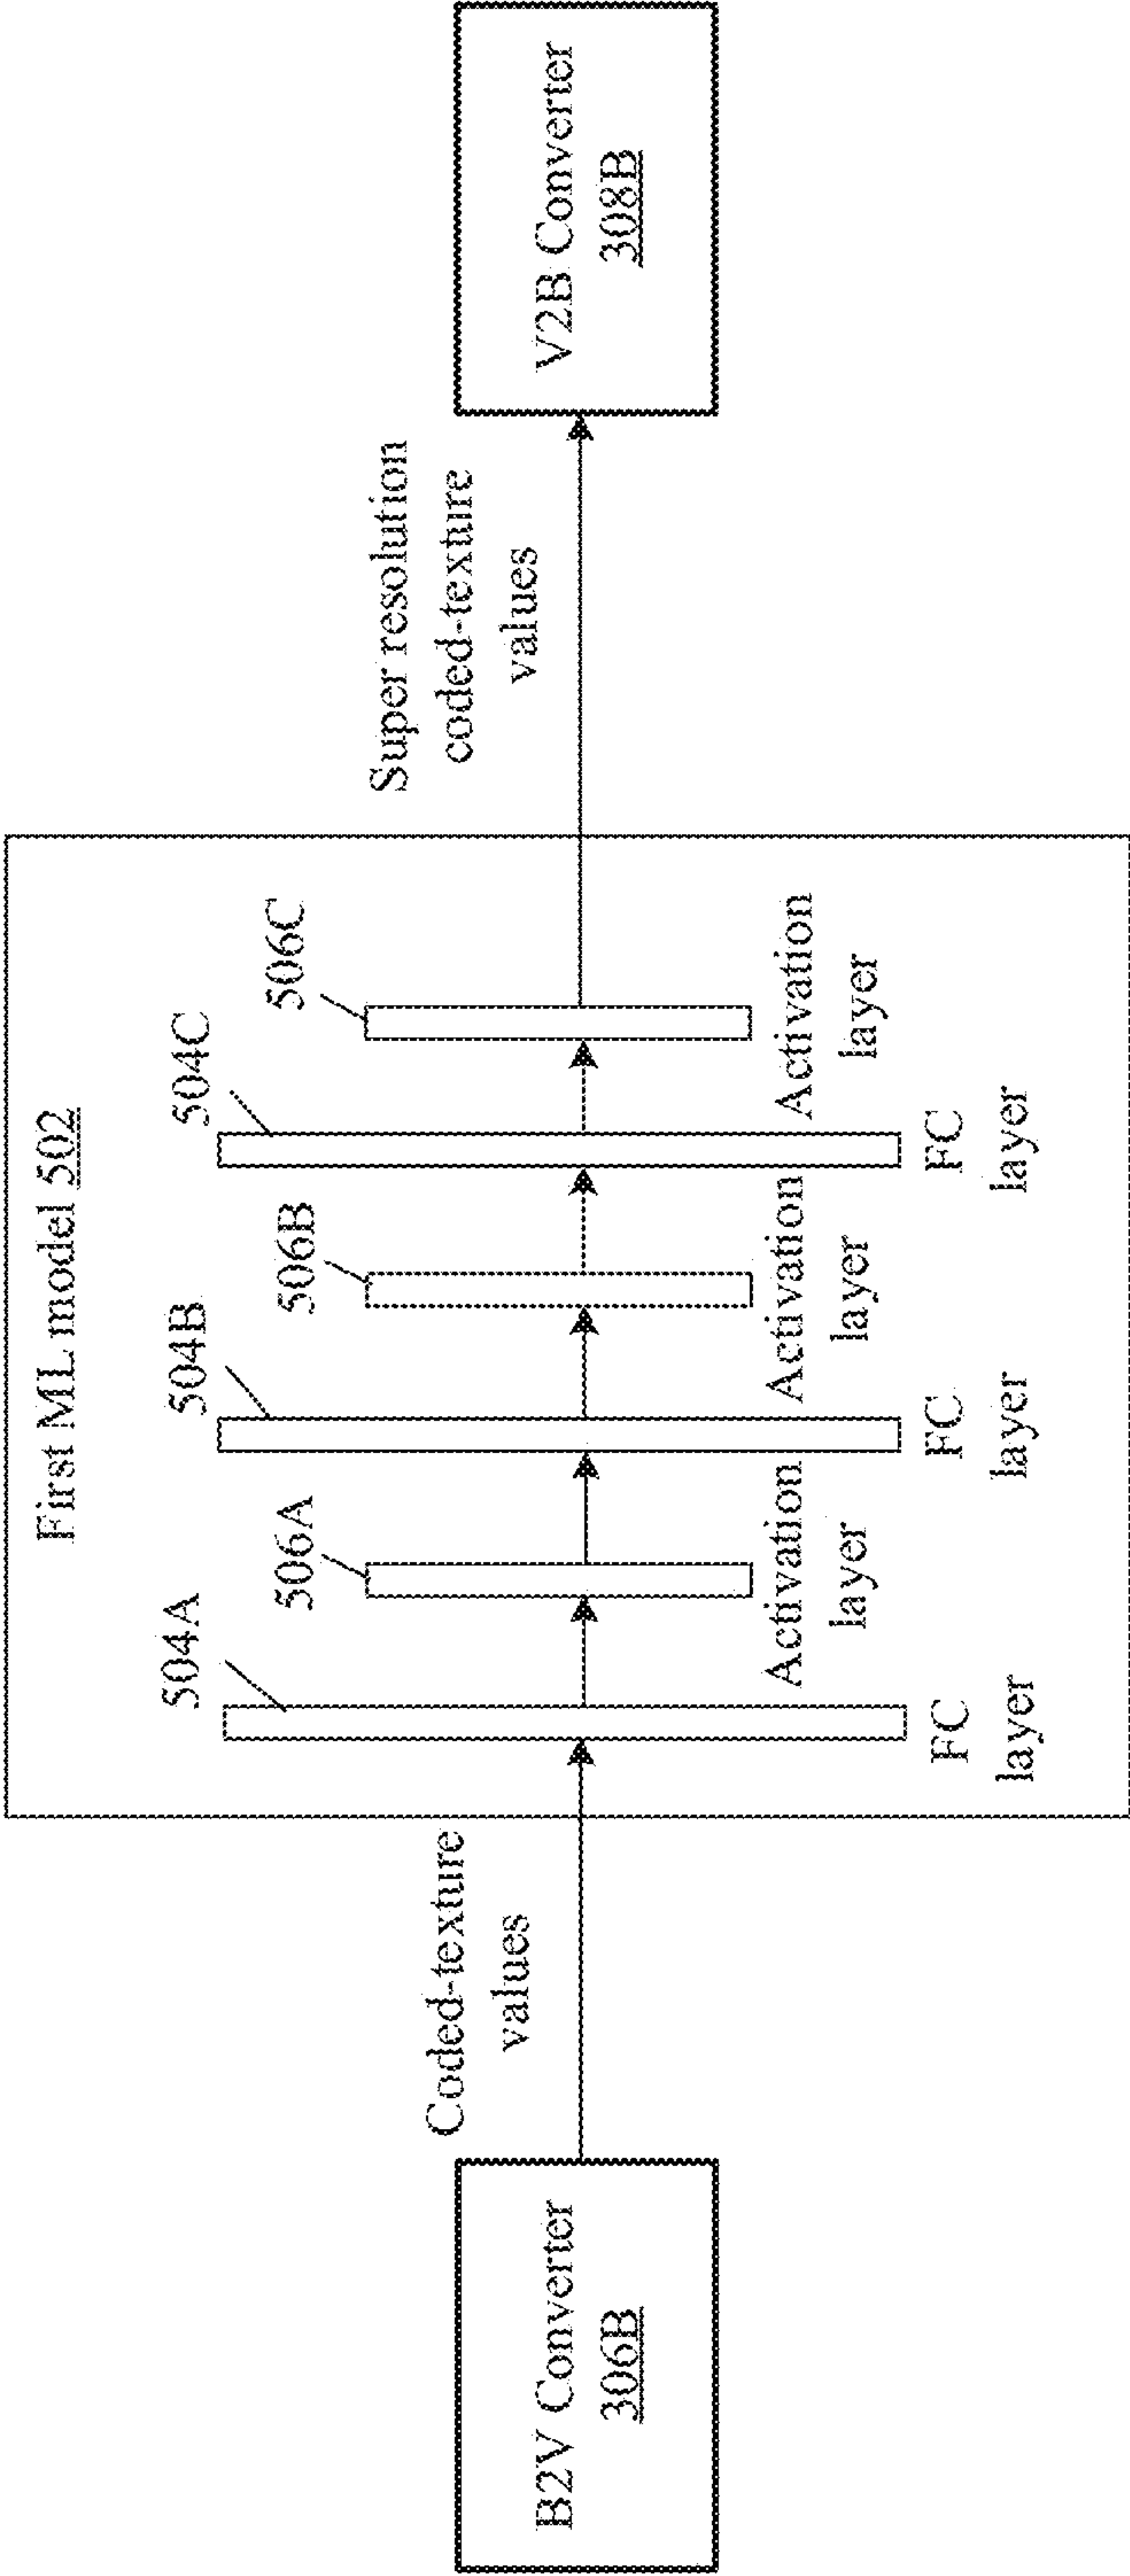 First ML model 502
B2V Converter
306B
Coded-texture
values
504A
506A
504B
506B
504C
506C
FC
layer
Activation
layer
FC
layer
Activation
layer
FC
layer
Activation
layer
Super resolution
coded-texture
values
V2B Converter
308B